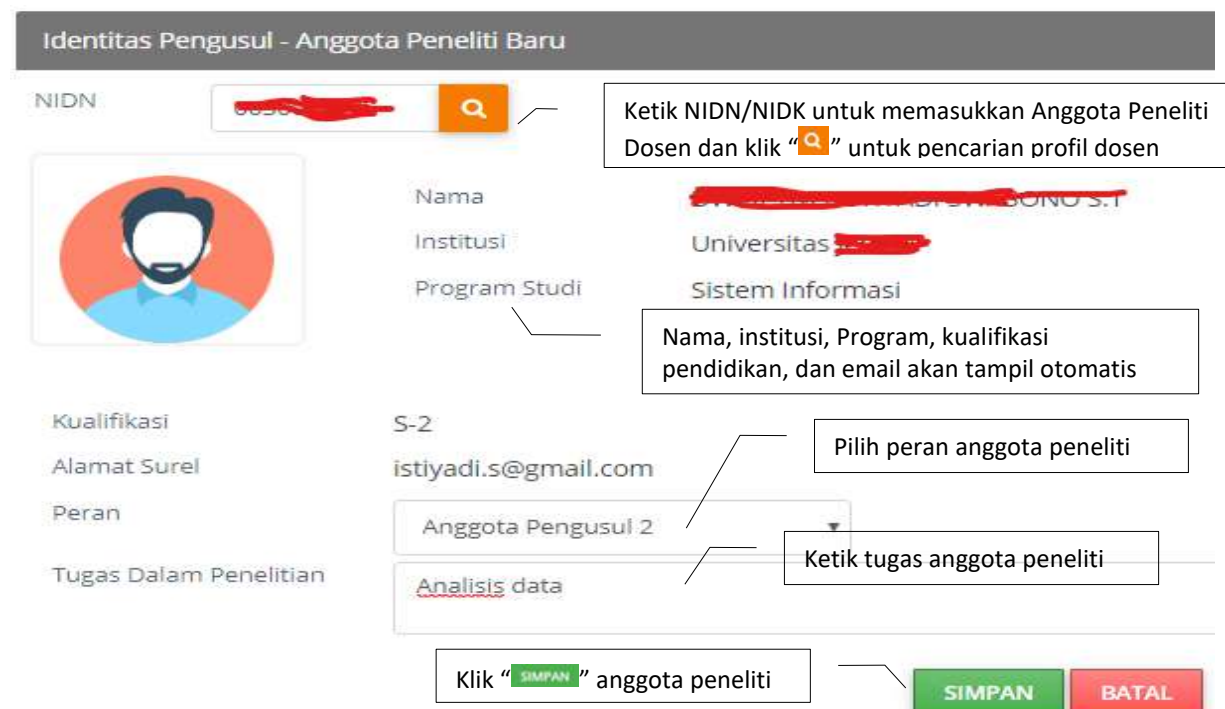 Identitas Pengusul - Anggota Peneliti Baru
NIDN
Ketik NIDN/NIDK untuk memasukkan Anggota Peneliti
Dosen dan klik “ ” untuk pencarian profil dosen
Nama
Institusi Universitas
Program Studi Sistem Informasi
Nama, institusi, Program, kualifikasi
pendidikan, dan email akan tampil otomatis
Kualifikasi S-2
Pilih peran anggota peneliti
Alamat Surel istiyadi.s@gmail.com
Peran Anggota Pengusul 2
Ketik tugas anggota peneliti
Tugas Dalam Penelitian Analisis data
Klik “SIMPAN” anggota peneliti
SIMPAN BATAL